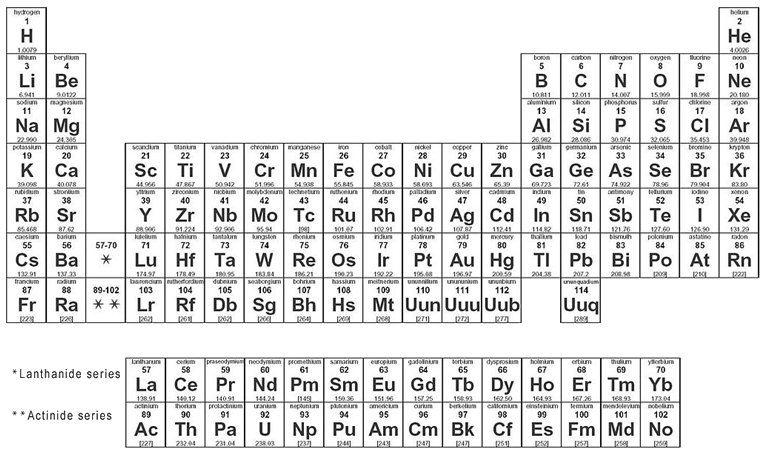 hydrogen helium
1 2
H He
1.0079 4.0026
lithium beryllium boron carbon nitrogen oxygen fluorine neon
3 4 5 6 7 8 9 10
Li Be B C N O F Ne
6.941 9.0122 10.811 12.011 14.007 15.999 18.998 20.180
sodium magnesium aluminium silicon phosphorus sulfur chlorine argon
11 12 13 14 15 16 17 18
Na Mg Al Si P S Cl Ar
22.990 24.305 26.982 28.086 30.974 32.065 35.453 39.948
potassium calcium scandium titanium vanadium chromium manganese iron cobalt nickel copper zinc gallium germanium arsenic selenium bromine krypton
19 20 21 22 23 24 25 26 27 28 29 30 31 32 33 34 35 36
K Ca Sc Ti V Cr Mn Fe Co Ni Cu Zn Ga Ge As Se Br Kr
39.098 40.078 44.956 47.867 50.942 51.996 54.938 55.845 58.933 58.693 63.546 65.39 69.723 72.61 74.922 78.96 79.904 83.80
rubidium strontium yttrium zirconium niobium molybdenum technetium ruthenium rhodium palladium silver cadmium indium tin antimony tellurium iodine xenon
37 38 39 40 41 42 43 44 45 46 47 48 49 50 51 52 53 54
Rb Sr Y Zr Nb Mo Tc Ru Rh Pd Ag Cd In Sn Sb Te I Xe
85.468 87.62 88.906 91.224 92.906 95.94 [98] 101.07 102.91 106.42 107.87 112.41 114.82 118.71 121.76 127.60 126.90 131.29
caesium barium lutetium hafnium tantalum tungsten rhenium osmium iridium platinum gold mercury thallium lead bismuth polonium astatine radon
55 56 57-70 71 72 73 74 75 76 77 78 79 80 81 82 83 84 85 86
Cs Ba * Lu Hf Ta W Re Os Ir Pt Au Hg Tl Pb Bi Po At Rn
132.91 137.33 174.97 178.49 180.95 183.84 186.21 190.23 192.22 195.08 196.97 200.59 204.38 207.2 208.98 [209] [210] [222]
francium radium lawrencium rutherfordium dubnium seaborgium bohrium hassium meitnerium ununnilium unununium ununbium ununquadium
87 88 89-102 103 104 105 106 107 108 109 110 111 112 114
Fr Ra * * Lr Rf Db Sg Bh Hs Mt Uun Uuu Uub Uuq
[223] [226] [262] [261] [262] [266] [264] [269] [268] [271] [272] [277] [289]
*Lanthanide series
lanthanum cerium praseodymium neodymium promethium samarium europium gadolinium terbium dysprosium holmium erbium thulium ytterbium
57 58 59 60 61 62 63 64 65 66 67 68 69 70
La Ce Pr Nd Pm Sm Eu Gd Tb Dy Ho Er Tm Yb
138.91 140.12 140.91 144.24 [145] 150.36 151.96 157.25 158.93 162.50 164.93 167.26 168.93 173.04
**Actinide series
actinium thorium protactinium uranium neptunium plutonium americium curium berkelium californium einsteinium fermium mendelevium nobelium
89 90 91 92 93 94 95 96 97 98 99 100 101 102
Ac Th Pa U Np Pu Am Cm Bk Cf Es Fm Md No
[227] 232.04 231.04 238.03 [237] [244] [243] [247] [247] [251] [252] [257] [258] [259]